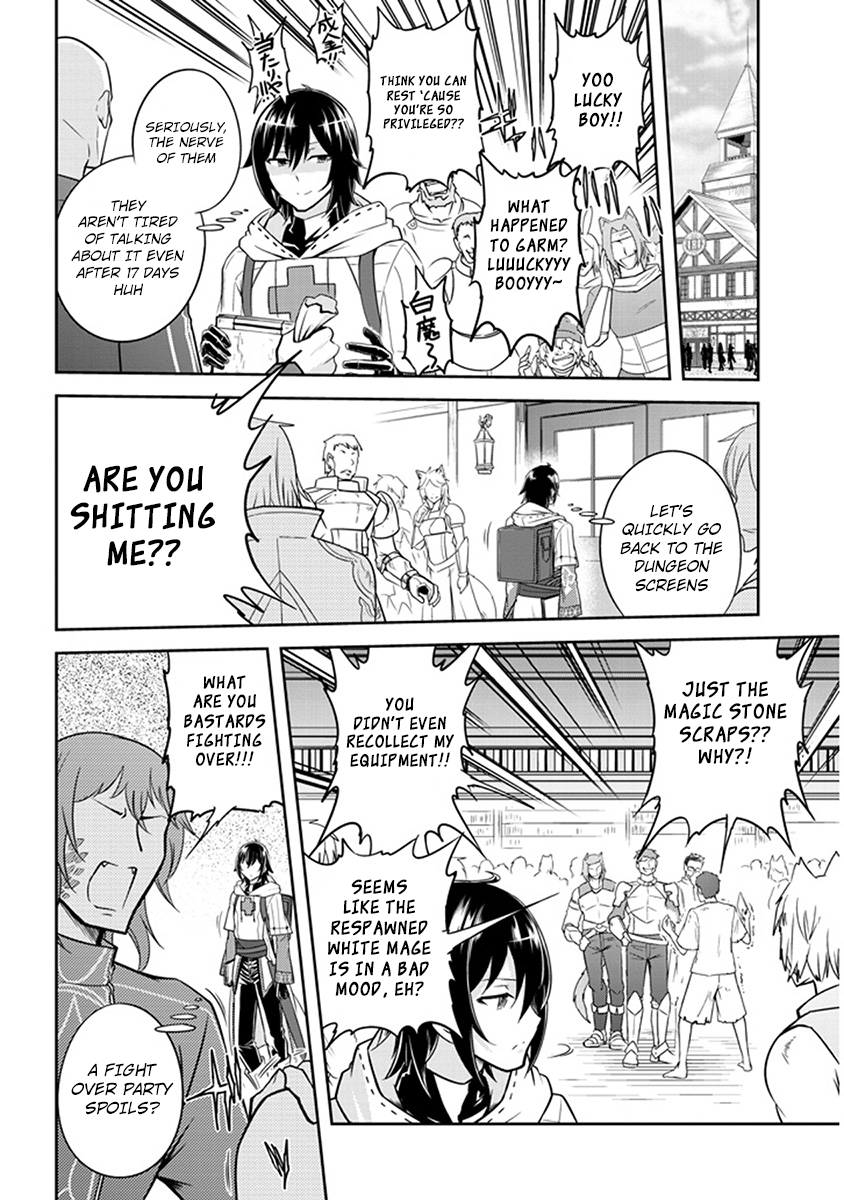 YOO
LUCKY
BOY!!
THINK YOU CAN
REST 'CAUSE
YOU'RE SO
PRIVILEGED??
WHAT
HAPPENED
TO GARM?
LUUUCKYYY
BOOYYY~
成金!!
当たりや!!
白魔〜
SERIOUSLY,
THE NERVE
OF THEM
THEY
AREN'T TIRED
OF TALKING
ABOUT IT EVEN
AFTER 17 DAYS
HUH
LET'S
QUICKLY GO
BACK TO THE
DUNGEON
SCREENS
ARE YOU
SHITTING
ME??
JUST THE
MAGIC STONE
SCRAPS??
WHY?!
YOU
DIDN'T EVEN
RECOLLECT MY
EQUIPMENT!!
SEEMS
LIKE THE
RESPAWNED
WHITE MAGE
IS IN A BAD
MOOD, EH?
WHAT
ARE YOU
BASTARDS
FIGHTING
OVER!!!
A FIGHT
OVER PARTY
SPOILS?